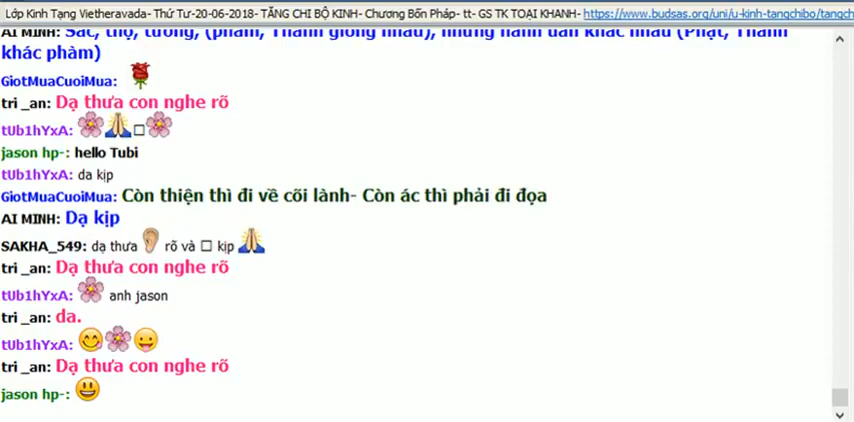 Lớp Kinh Tạng Vietheravada- Thứ Tư-20-06-2018- TĂNG CHI BỘ KINH- Chương Bốn Pháp- tt- GS TK TOẠI KHANH- https://www.budsas.org/uni/u-kinh-tangchibo/tangch
AI MINH: Sắc, thọ, tưởng, (phàm, Thánh giống nhau), nhưng hành uẩn khác nhau (Phật, Thánh
khác phàm)
GiotMuaCuoiMua: 🌹
tri _an: Dạ thưa con nghe rõ
tUb1hYxA: 🌸🙏□🌸
jason hp-: hello Tubi
tUb1hYxA: da kịp
GiotMuaCuoiMua: Còn thiện thì đi về cõi lành- Còn ác thì phải đi đọa
AI MINH: Dạ kịp
SAKHA_549: dạ thưa 👂 rõ và □ kịp 🙏
tri _an: Dạ thưa con nghe rõ
tUb1hYxA: 🌸 anh jason
tri _an: da.
tUb1hYxA: 😋🌸😛
tri _an: Dạ thưa con nghe rõ
jason hp-: 😃